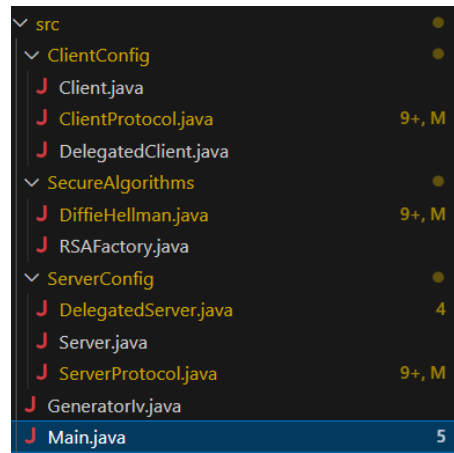 src
ClientConfig
J Client.java
J ClientProtocol.java 9+, M
J DelegatedClient.java
SecureAlgorithms
J DiffieHellman.java 9+, M
J RSAFactory.java
ServerConfig
J DelegatedServer.java 4
J Server.java
J ServerProtocol.java 9+, M
J GeneratorIv.java
J Main.java 5